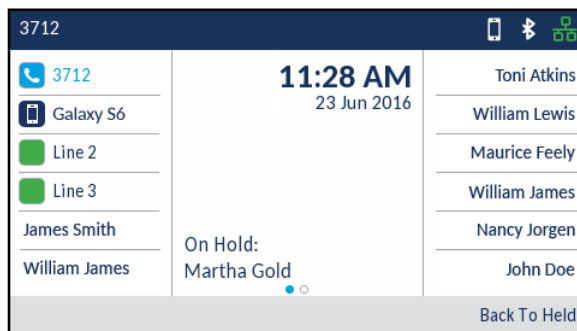 3712
3712
Galaxy S6
Line 2
Line 3
James Smith
William James
11:28 AM
23 Jun 2016
On Hold:
Martha Gold
Toni Atkins
William Lewis
Maurice Feely
William James
Nancy Jorgen
John Doe
Back To Held